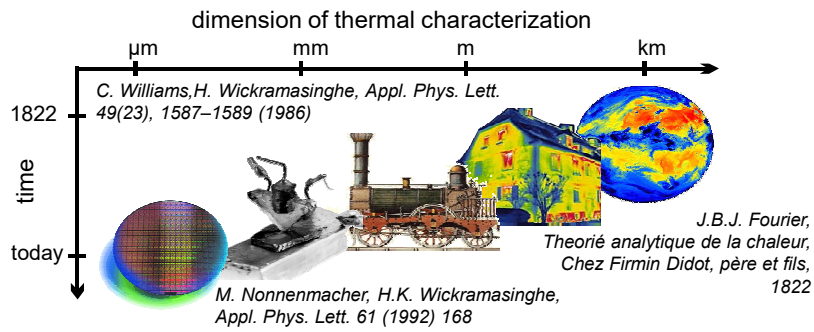 dimension of thermal characterization
µm mm m km
C. Williams,H. Wickramasinghe, Appl. Phys. Lett.
49(23), 1587–1589 (1986)
1822
time
today
J.B.J. Fourier,
Theorié analytique de la chaleur,
Chez Firmin Didot, père et fils,
1822
M. Nonnenmacher, H.K. Wickramasinghe,
Appl. Phys. Lett. 61 (1992) 168